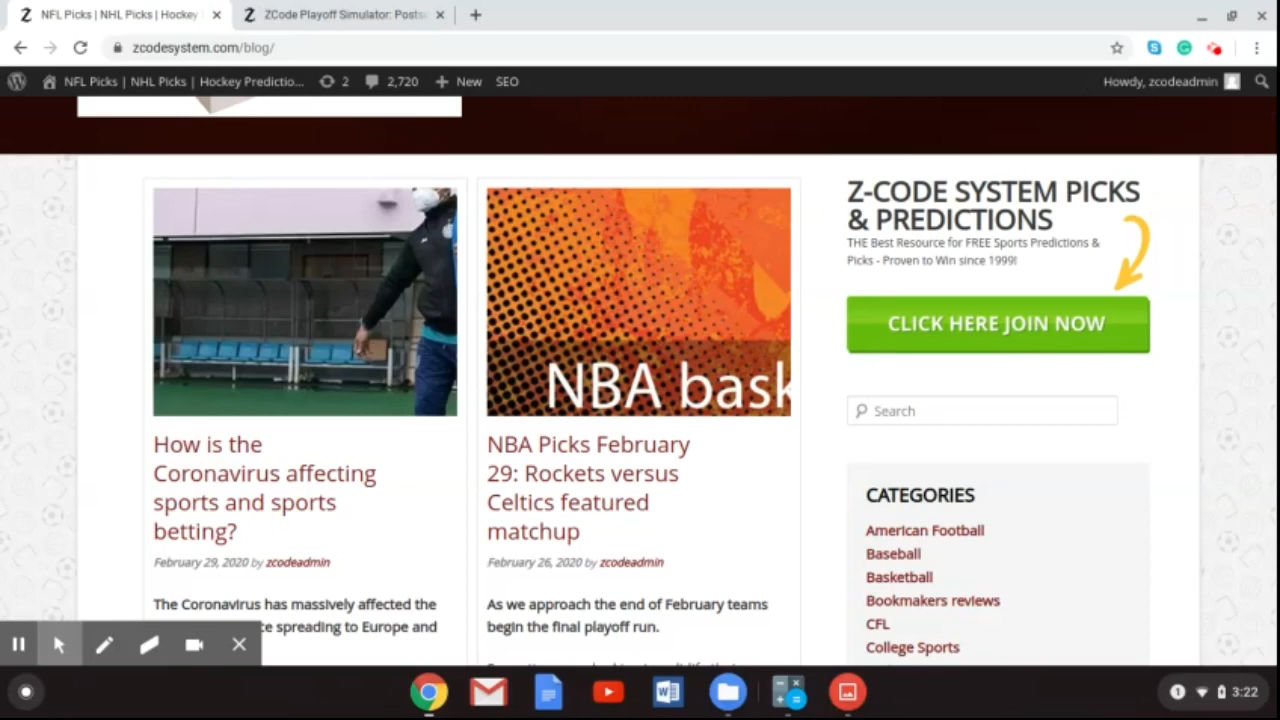 NFL Picks | NHL Picks | Hockey
ZCode Playoff Simulator: Posts
zcodesystem.com/blog/
NFL Picks | NHL Picks | Hockey Predictio... 2 2,720 New SEO
Howdy, zcodeadmin
NBA bask
How is the
Coronavirus affecting
sports and sports
betting?
February 29, 2020 by zcodeadmin
The Coronavirus has massively affected the
ce spreading to Europe and
NBA Picks February
29: Rockets versus
Celtics featured
matchup
February 26, 2020 by zcodeadmin
As we approach the end of February teams
begin the final playoff run.
Z-CODE SYSTEM PICKS
& PREDICTIONS
THE Best Resource for FREE Sports Predictions &
Picks - Proven to Win since 1999!
CLICK HERE JOIN NOW
Search
CATEGORIES
American Football
Baseball
Basketball
Bookmakers reviews
CFL
College Sports
1 3:22